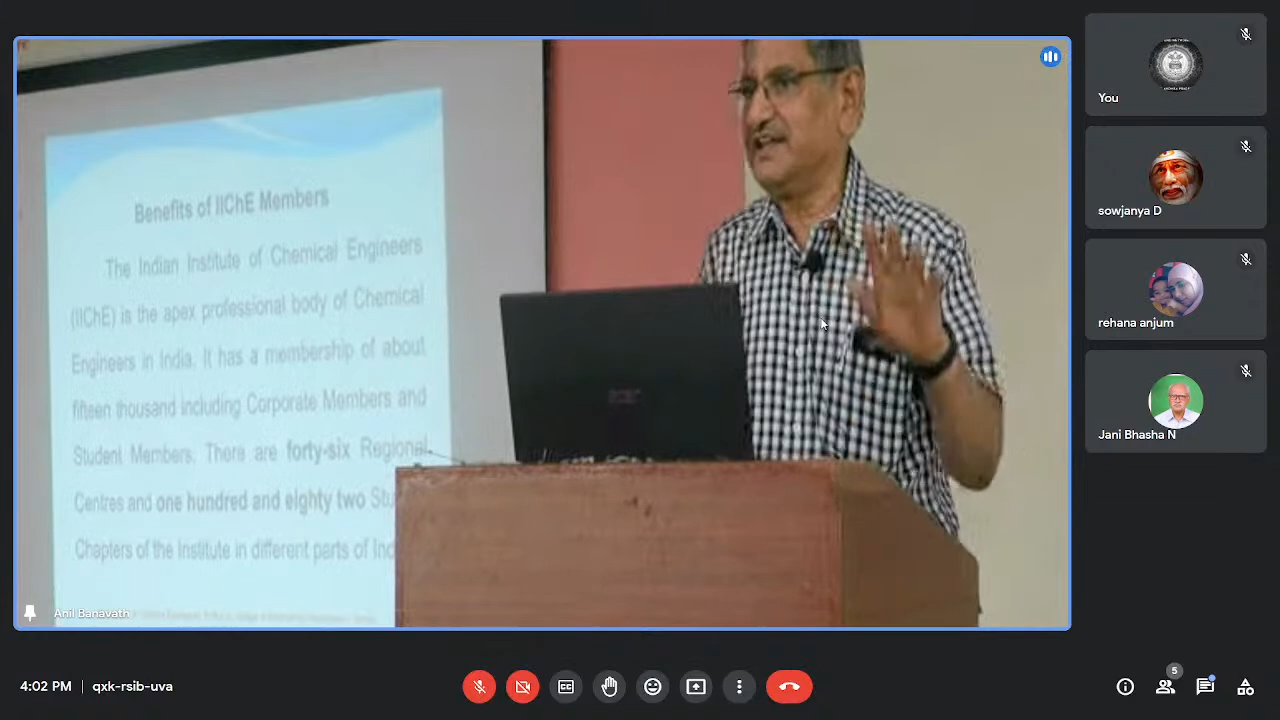 Benefits of IIChE Members
The Indian Institute of Chemical Engineers
(IIChE) is the apex professional body of Chemical
Engineers in India. It has a membership of about
fifteen thousand including Corporate Members and
Student Members. There are forty-six Regional
Centres and one hundred and eighty two Stu
Chapters of the Institute in different parts of Ind
Anil Banavath
acer
You
sowjanya D
rehana anjum
Jani Bhasha N
4:02 PM | qxk-rsib-uva
5